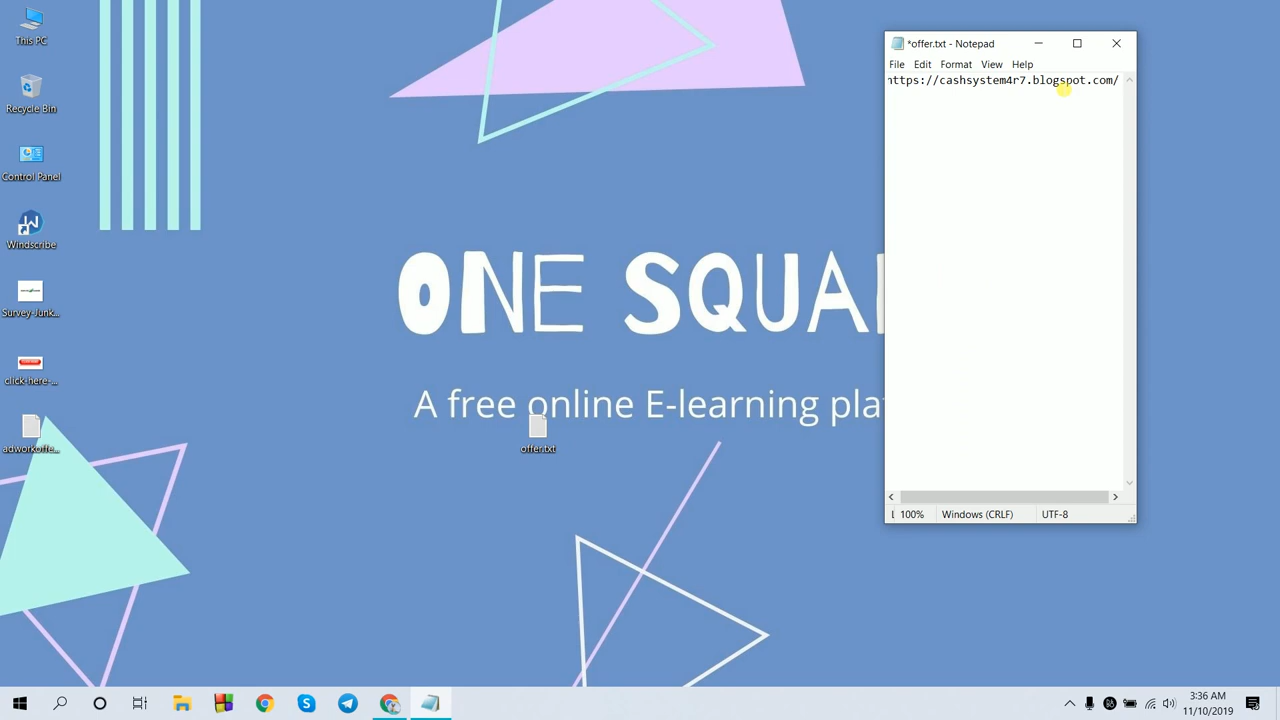 This PC
Recycle Bin
Control Panel
Windscribe
Survey-Junk...
click-here-...
adworkoffe...
ONE SQUA
A free online E-learning pla
offer.txt
*offer.txt - Notepad
File Edit Format View Help
https://cashsystem4r7.blogspot.com/
100% Windows (CRLF) UTF-8
3:36 AM
11/10/2019